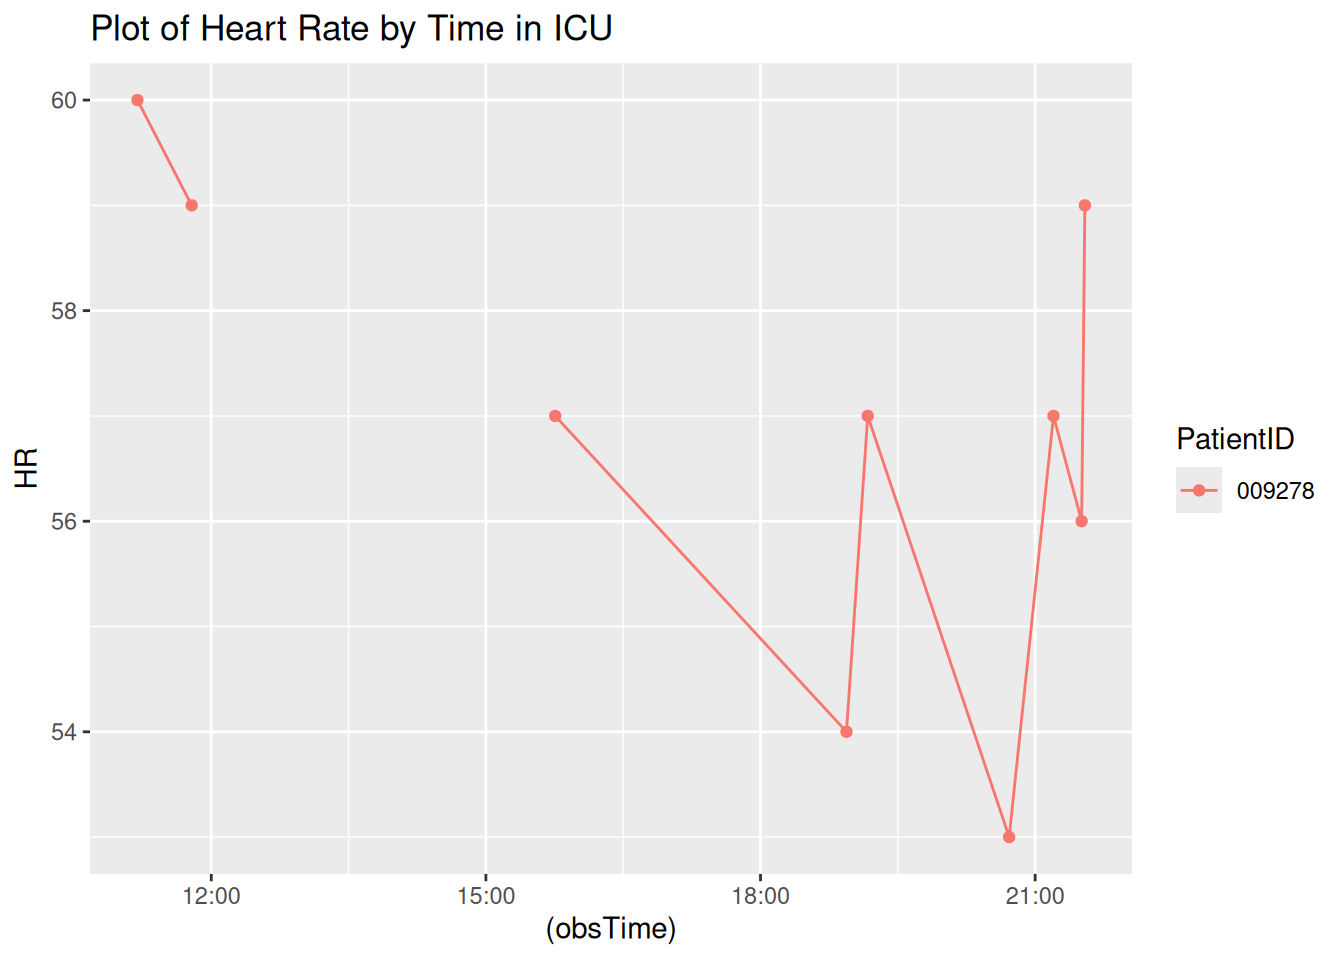 Plot of Heart Rate by Time in ICU
60
58
56
54
HR
12:00 15:00 18:00 21:00
(obsTime)
PatientID
009278